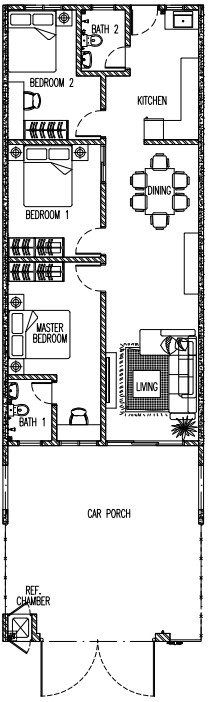 BATH 2
BEDROOM 2
KITCHEN
DINING
BEDROOM 1
MASTER
BEDROOM
LIVING
BATH 1
CAR PORCH
REF.
CHAMBER